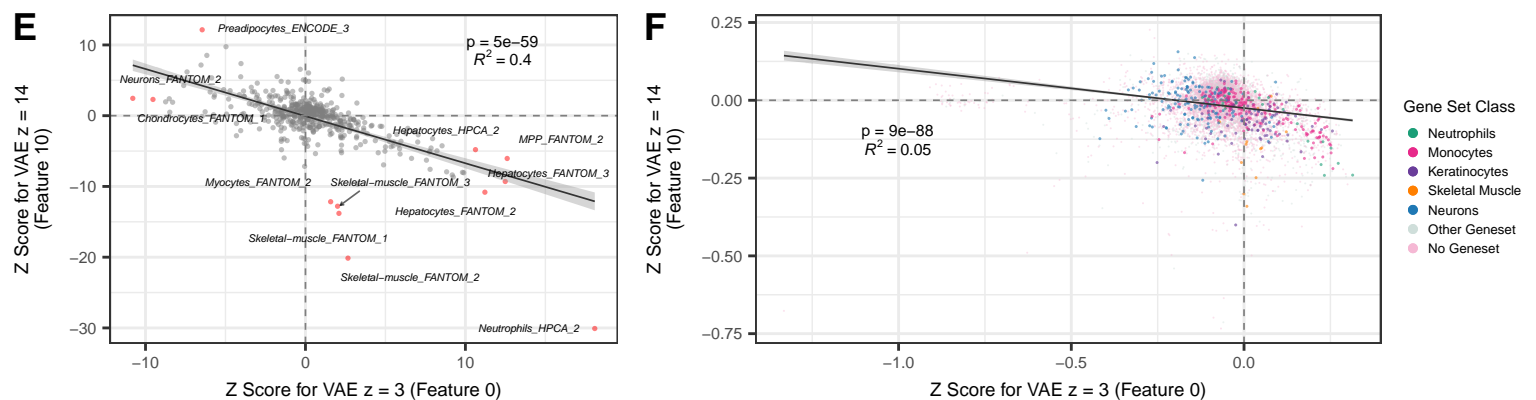 E
Z Score for VAE z = 14
(Feature 10)
10
0
−10
−20
−30
Preadipocytes_ENCODE_3
p = 5e−59
R² = 0.4
Neurons_FANTOM_2
Chondrocytes_FANTOM_1
Hepatocytes_HPCA_2
MPP_FANTOM_2
Hepatocytes_FANTOM_3
Myocytes_FANTOM_2
Skeletal−muscle_FANTOM_3
Hepatocytes_FANTOM_2
Skeletal−muscle_FANTOM_1
Skeletal−muscle_FANTOM_2
Neutrophils_HPCA_2
−10
0
10
Z Score for VAE z = 3 (Feature 0)
F
Z Score for VAE z = 14
(Feature 10)
0.25
0.00
−0.25
−0.50
−0.75
p = 9e−88
R² = 0.05
−1.0
−0.5
0.0
Z Score for VAE z = 3 (Feature 0)
Gene Set Class
Neutrophils
Monocytes
Keratinocytes
Skeletal Muscle
Neurons
Other Geneset
No Geneset